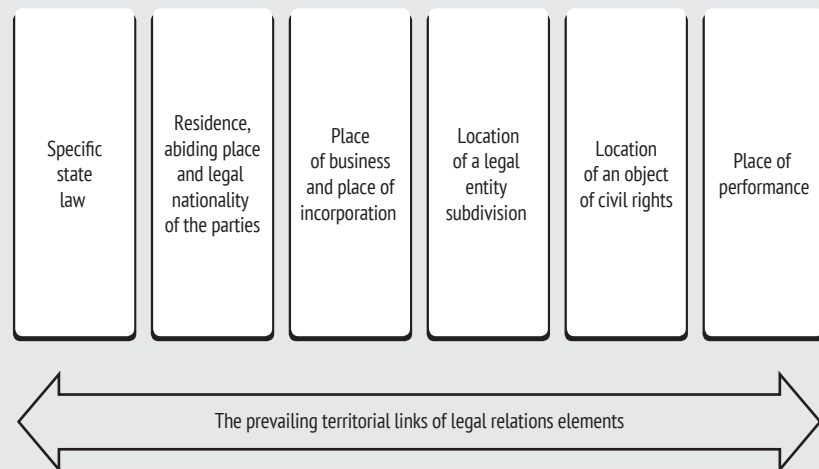 Specific
state
law
Residence,
abiding place
and legal
nationality
of the parties
Place
of business
and place of
incorporation
Location
of a legal
entity
subdivision
Location
of an object
of civil rights
Place of
performance
The prevailing territorial links of legal relations elements